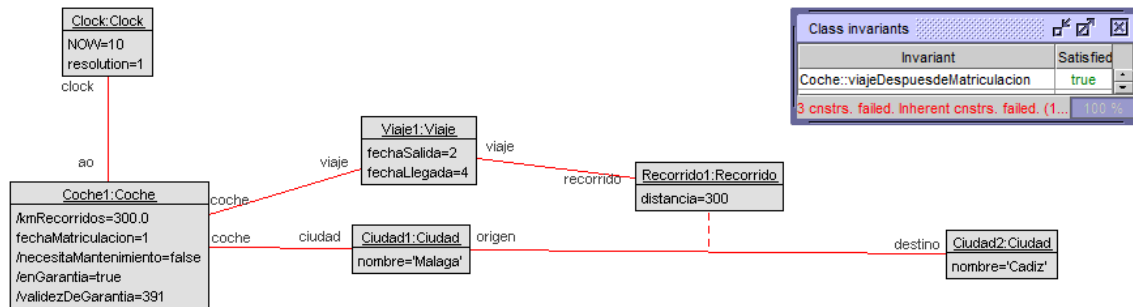 Clock:Clock
NOW=10
resolution=1
clock
ao
Class invariants
Invariant Satisfied
Coche::viajeDespuesdeMatriculacion true
3 cnstrs. failed. Inherent cnstrs. failed. (1... 100 %
Viaje1:Viaje
fechaSalida=2
fechaLlegada=4
viaje
viaje
recorrido
Recorrido1:Recorrido
distancia=300
Coche1:Coche
/kmRecorridos=300.0
fechaMatriculacion=1
/necesitaMantenimiento=false
/enGarantia=true
/validezDeGarantia=391
coche
coche
ciudad
Ciudad1:Ciudad
nombre='Malaga'
origen
destino
Ciudad2:Ciudad
nombre='Cadiz'